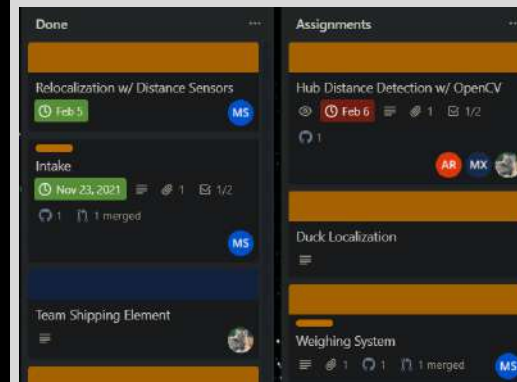 Done
Relocalization w/ Distance Sensors
Feb 5
MS
Intake
Nov 23, 2021 1 1/2
1 1 merged
MS
Team Shipping Element
Assignments
Hub Distance Detection w/ OpenCV
Feb 6 1 1/2
1
AR MX
Duck Localization
Weighing System
1 1 1 merged MS